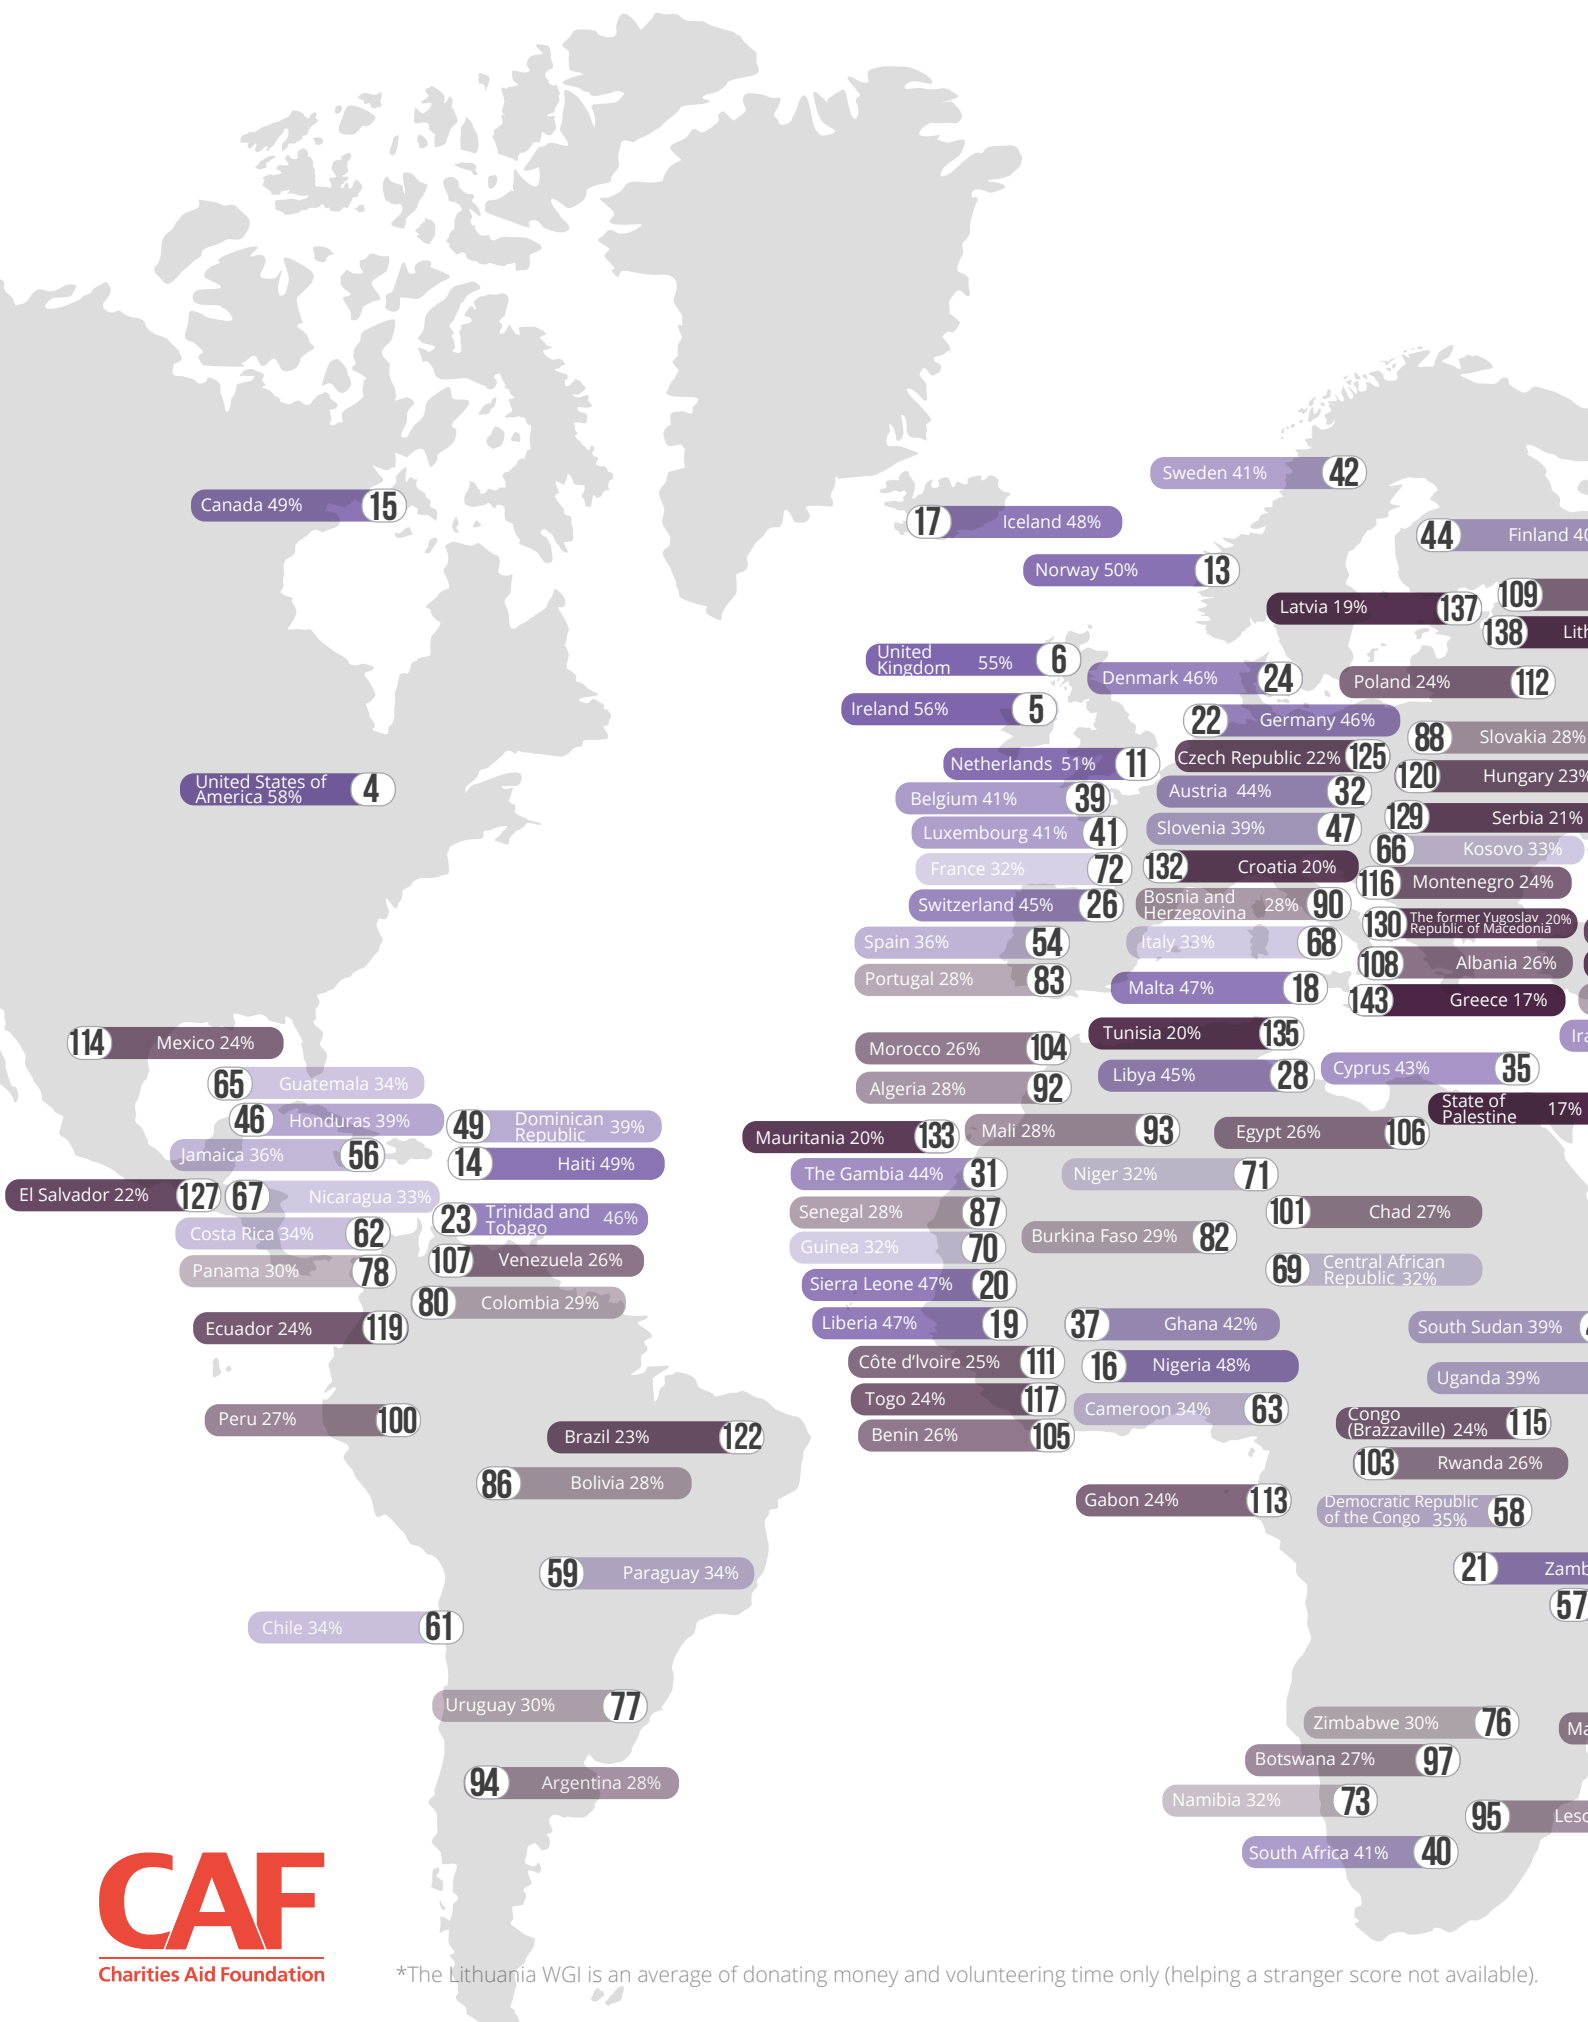 Sweden 41% 42
Canada 49% 15
17 Iceland 48%
44 Finland 40
Norway 50% 13
109
Latvia 19% 137
138 Lith
United
Kingdom 55% 6
Denmark 46% 24
Poland 24% 112
Ireland 56% 5
22 Germany 46%
88 Slovakia 28%
Netherlands 51% 11
Czech Republic 22% 125
120 Hungary 23%
United States of
America 58% 4
Belgium 41% 39
Austria 44% 32
129 Serbia 21%
Luxembourg 41% 41
Slovenia 39% 47
66 Kosovo 33%
France 32% 72
132 Croatia 20%
116 Montenegro 24%
Switzerland 45% 26
Bosnia and
Herzegovina 28% 90
130 The former Yugoslav 20%
Republic of Macedonia
Spain 36% 54
Italy 33% 68
108 Albania 26%
Portugal 28% 83
Malta 47% 18
143 Greece 17%
114 Mexico 24%
Morocco 26% 104
Tunisia 20% 135
Ira
65 Guatemala 34%
Algeria 28% 92
Libya 45% 28
Cyprus 43% 35
46 Honduras 39%
49 Dominican
Republic 39%
State of
Palestine 17%
Mauritania 20% 133
Mali 28% 93
Egypt 26% 106
Jamaica 36% 56
14 Haiti 49%
The Gambia 44% 31
Niger 32% 71
El Salvador 22% 127
67 Nicaragua 33%
23 Trinidad and
Tobago 46%
Senegal 28% 87
101 Chad 27%
Costa Rica 34% 62
Guinea 32% 70
Burkina Faso 29% 82
Panama 30% 78
107 Venezuela 26%
Sierra Leone 47% 20
69 Central African
Republic 32%
80 Colombia 29%
Ecuador 24% 119
Liberia 47% 19
37 Ghana 42%
South Sudan 39%
Côte d'Ivoire 25% 111
16 Nigeria 48%
Uganda 39%
Togo 24% 117
Cameroon 34% 63
Peru 27% 100
Brazil 23% 122
Benin 26% 105
Congo
(Brazzaville) 24% 115
86 Bolivia 28%
103 Rwanda 26%
Gabon 24% 113
Democratic Republic
of the Congo 35% 58
59 Paraguay 34%
21 Zamb
57
Chile 34% 61
Uruguay 30% 77
Zimbabwe 30% 76
Ma
Botswana 27% 97
94 Argentina 28%
Namibia 32% 73
95 Leso
South Africa 41% 40
CAF
Charities Aid Foundation
*The Lithuania WGI is an average of donating money and volunteering time only (helping a stranger score not available).